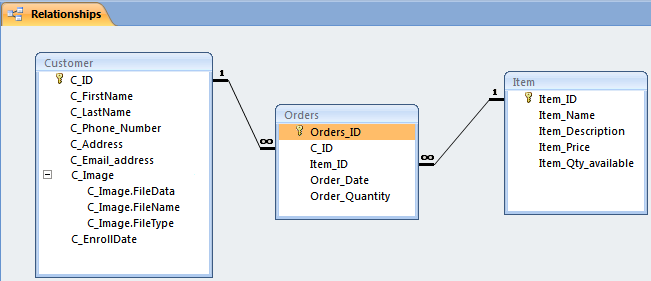 Relationships
Customer
C_ID
C_FirstName
C_LastName
C_Phone_Number
C_Address
C_Email_address
C_Image
C_Image.FileData
C_Image.FileName
C_Image.FileType
C_EnrollDate
1
∞
Orders
Orders_ID
C_ID
Item_ID
Order_Date
Order_Quantity
∞
1
Item
Item_ID
Item_Name
Item_Description
Item_Price
Item_Qty_available